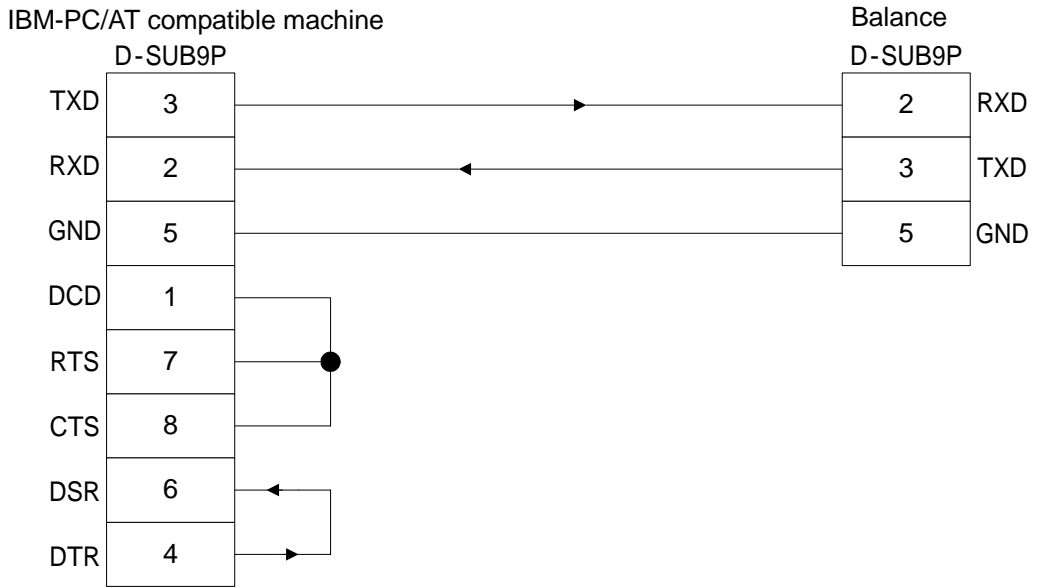 IBM-PC/AT compatible machine Balance
D-SUB9P D-SUB9P
TXD 3 2 RXD
RXD 2 3 TXD
GND 5 5 GND
DCD 1
RTS 7
CTS 8
DSR 6
DTR 4